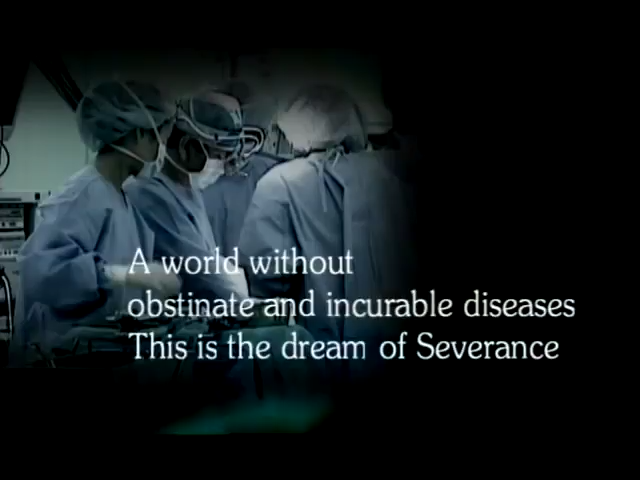 A world without
obstinate and incurable diseases
This is the dream of Severance